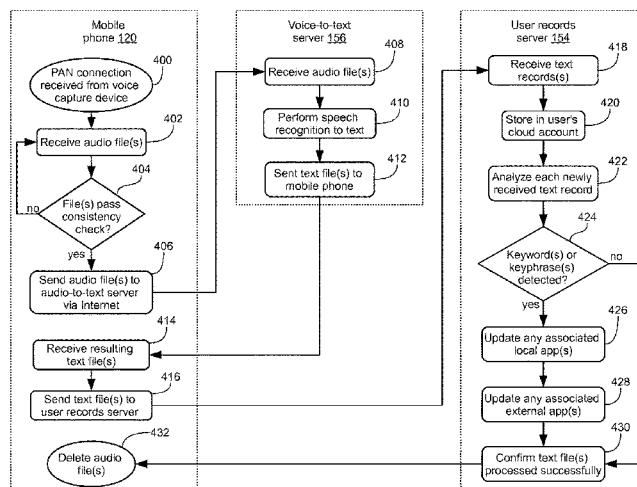 Mobile
phone 120
PAN connection
received from voice
capture device
400
Receive audio file(s)
402
File(s) pass
consistency
check?
404
no
yes
Send audio file(s) to
audio-to-text server
via Internet
406
Receive resulting
text file(s)
414
Send text file(s) to
user records server
416
Delete audio
file(s)
432
Voice-to-text
server 156
Receive audio file(s)
408
Perform speech
recognition to text
410
Sent text file(s) to
mobile phone
412
User records
server 154
Receive text
records(s)
418
Store in user's
cloud account
420
Analyze each newly
received text record
422
Keyword(s) or
keyphrase(s)
detected?
424
no
yes
Update any associated
local app(s)
426
Update any associated
external app(s)
428
Confirm text file(s)
processed successfully
430